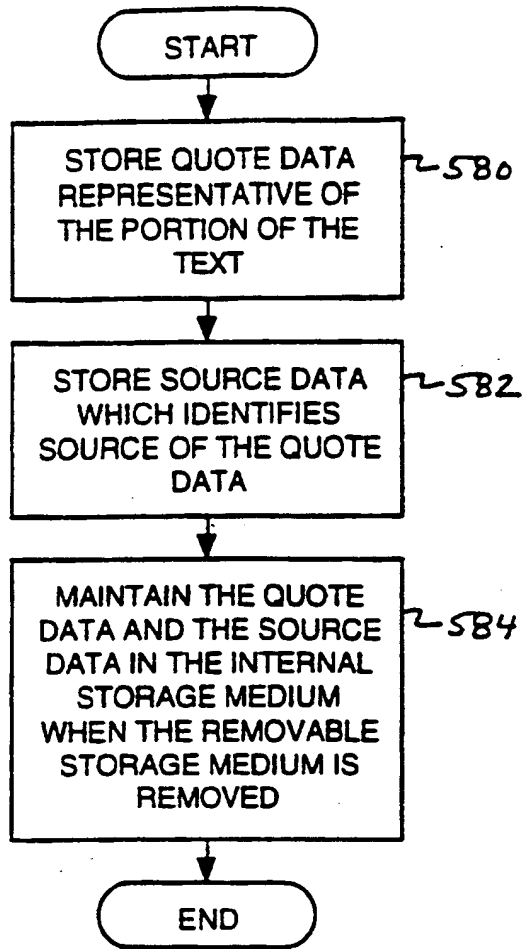 START
STORE QUOTE DATA
REPRESENTATIVE OF
THE PORTION OF THE
TEXT
580
STORE SOURCE DATA
WHICH IDENTIFIES
SOURCE OF THE QUOTE
DATA
582
MAINTAIN THE QUOTE
DATA AND THE SOURCE
DATA IN THE INTERNAL
STORAGE MEDIUM
WHEN THE REMOVABLE
STORAGE MEDIUM IS
REMOVED
584
END